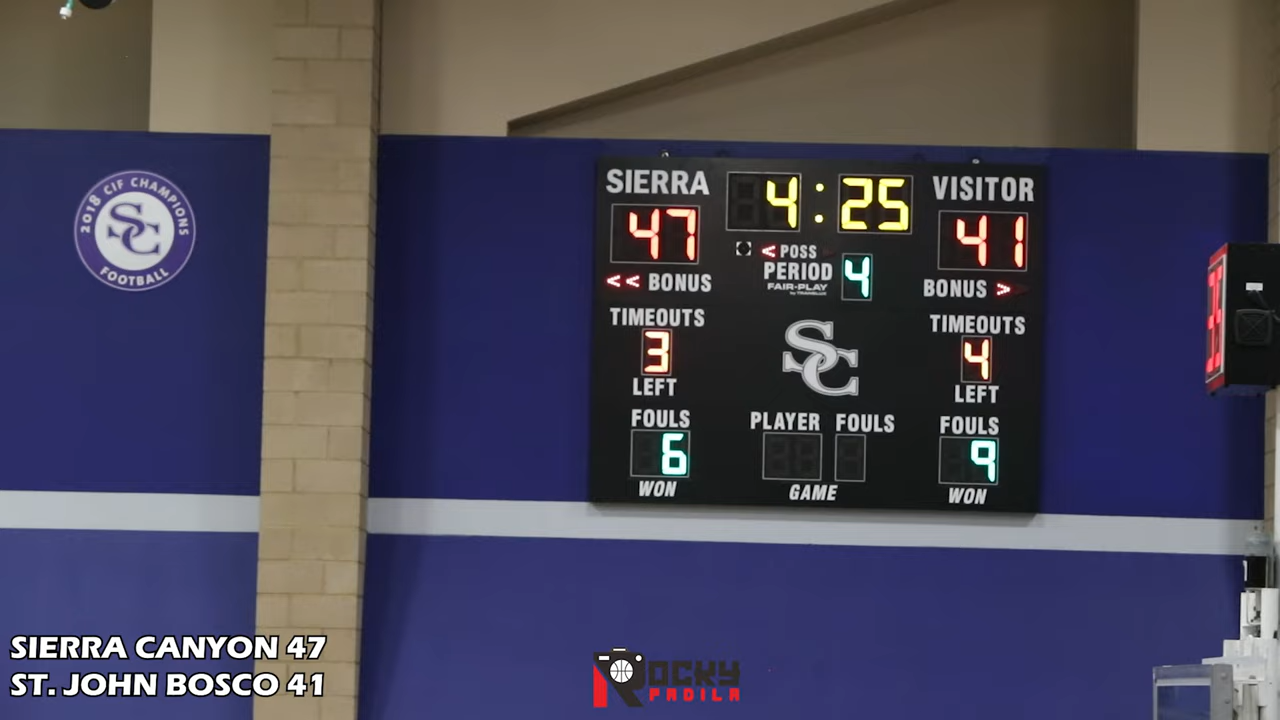 2018 CIF CHAMPIONS
SC
FOOTBALL
SIERRA 4:25 VISITOR
47 41
< POSS
PERIOD 4
FAIR-PLAY
<< BONUS
BONUS >
TIMEOUTS
3
LEFT
SC
TIMEOUTS
4
LEFT
FOULS
6
WON
PLAYER FOULS
GAME
FOULS
9
WON
SIERRA CANYON 47
ST. JOHN BOSCO 41
ROCKY
PADILA